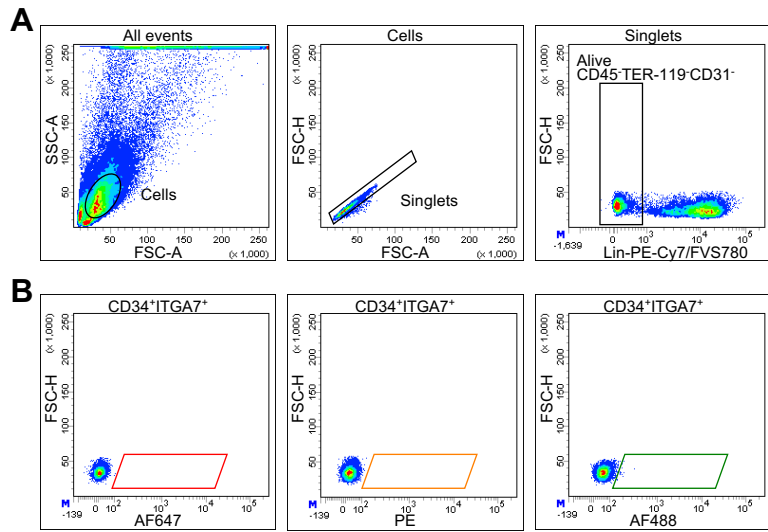 A
All events
Cells
Singlets
(x 1,000)
250
200
150
100
50
SSC-A
Cells
50 100 150 200 250
FSC-A
(x 1,000)
(x 1,000)
250
200
150
100
50
FSC-H
Singlets
50 100 150 200 250
FSC-A
(x 1,000)
(x 1,000)
250
200
150
100
50
FSC-H
Alive
CD45-TER-119-CD31-
M
-1,639
0 10³ 10⁴ 10⁵
Lin-PE-Cy7/FVS780
B
CD34⁺ITGA7⁺
CD34⁺ITGA7⁺
CD34⁺ITGA7⁺
(x 1,000)
250
200
150
100
50
FSC-H
M
-139
0 10² 10³ 10⁴ 10⁵
AF647
(x 1,000)
250
200
150
100
50
FSC-H
M
-139
0 10² 10³ 10⁴ 10⁵
PE
(x 1,000)
250
200
150
100
50
FSC-H
M
-139
0 10² 10³ 10⁴ 10⁵
AF488